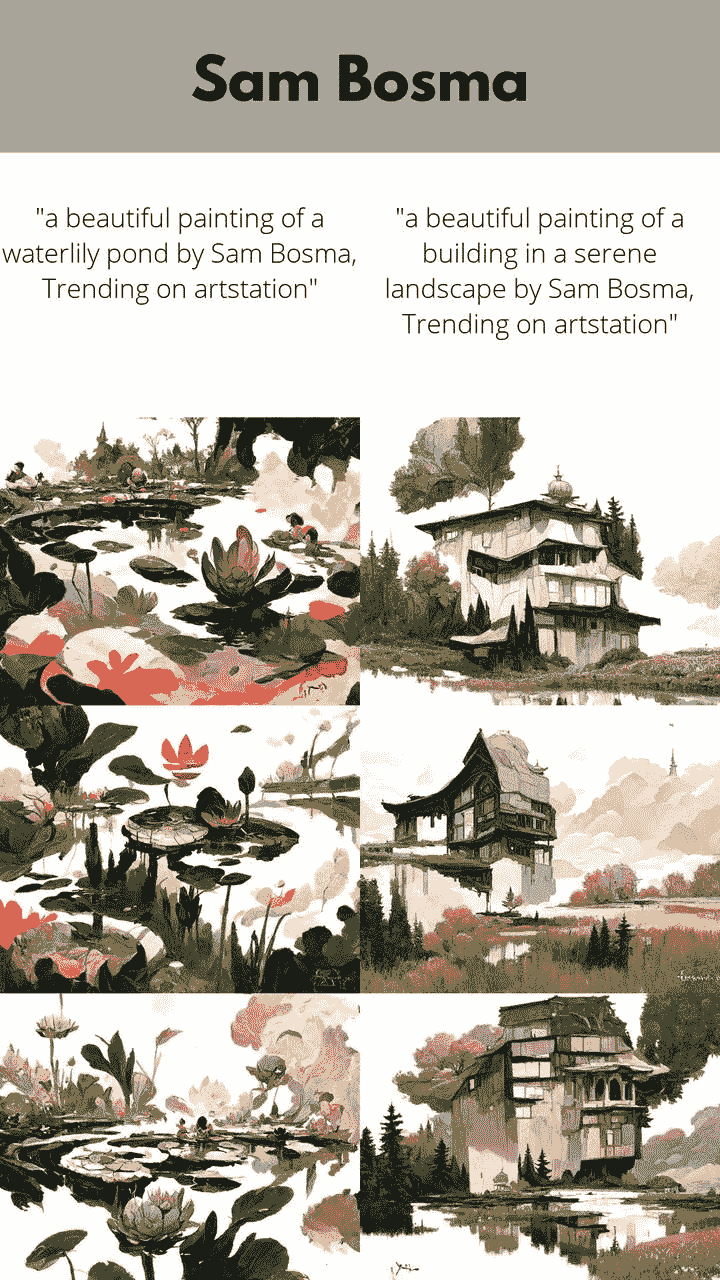 Sam Bosma
"a beautiful painting of a
waterlily pond by Sam Bosma,
Trending on artstation"
"a beautiful painting of a
building in a serene
landscape by Sam Bosma,
Trending on artstation"